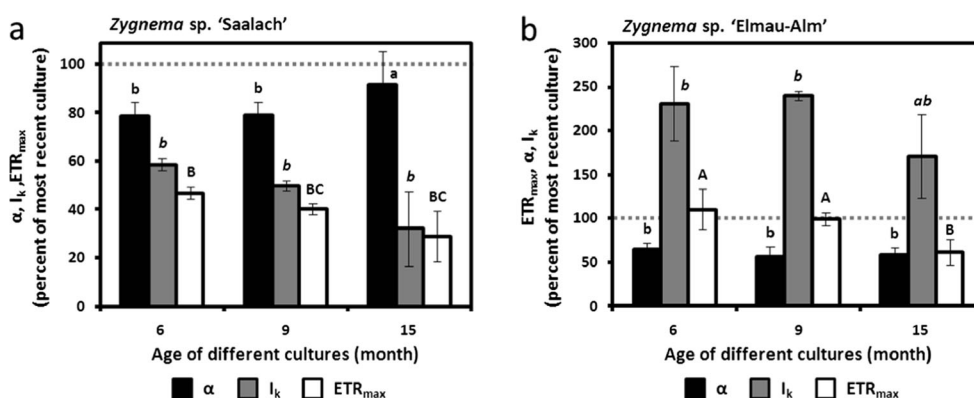 a
Zygnema sp. ‘Saalach’
α, Iₖ ,ETRₘₐₓ
(percent of most recent culture)
100
80
60
40
20
0
b
b
B
b
b
BC
a
b
BC
6
9
15
Age of different cultures (month)
α
Iₖ
ETRₘₐₓ
b
Zygnema sp. ‘Elmau-Alm’
ETRₘₐₓ, α, Iₖ
(percent of most recent culture)
300
250
200
150
100
50
0
b
b
A
b
b
A
b
ab
B
6
9
15
Age of different cultures (month)
α
Iₖ
ETRₘₐₓ